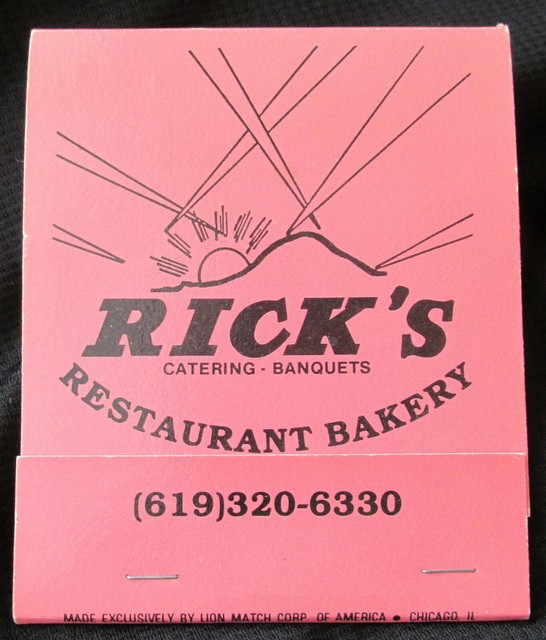 RICK'S
CATERING - BANQUETS
RESTAURANT BAKERY
(619)320-6330
MADE EXCLUSIVELY BY LION MATCH CORP. OF AMERICA • CHICAGO, IL